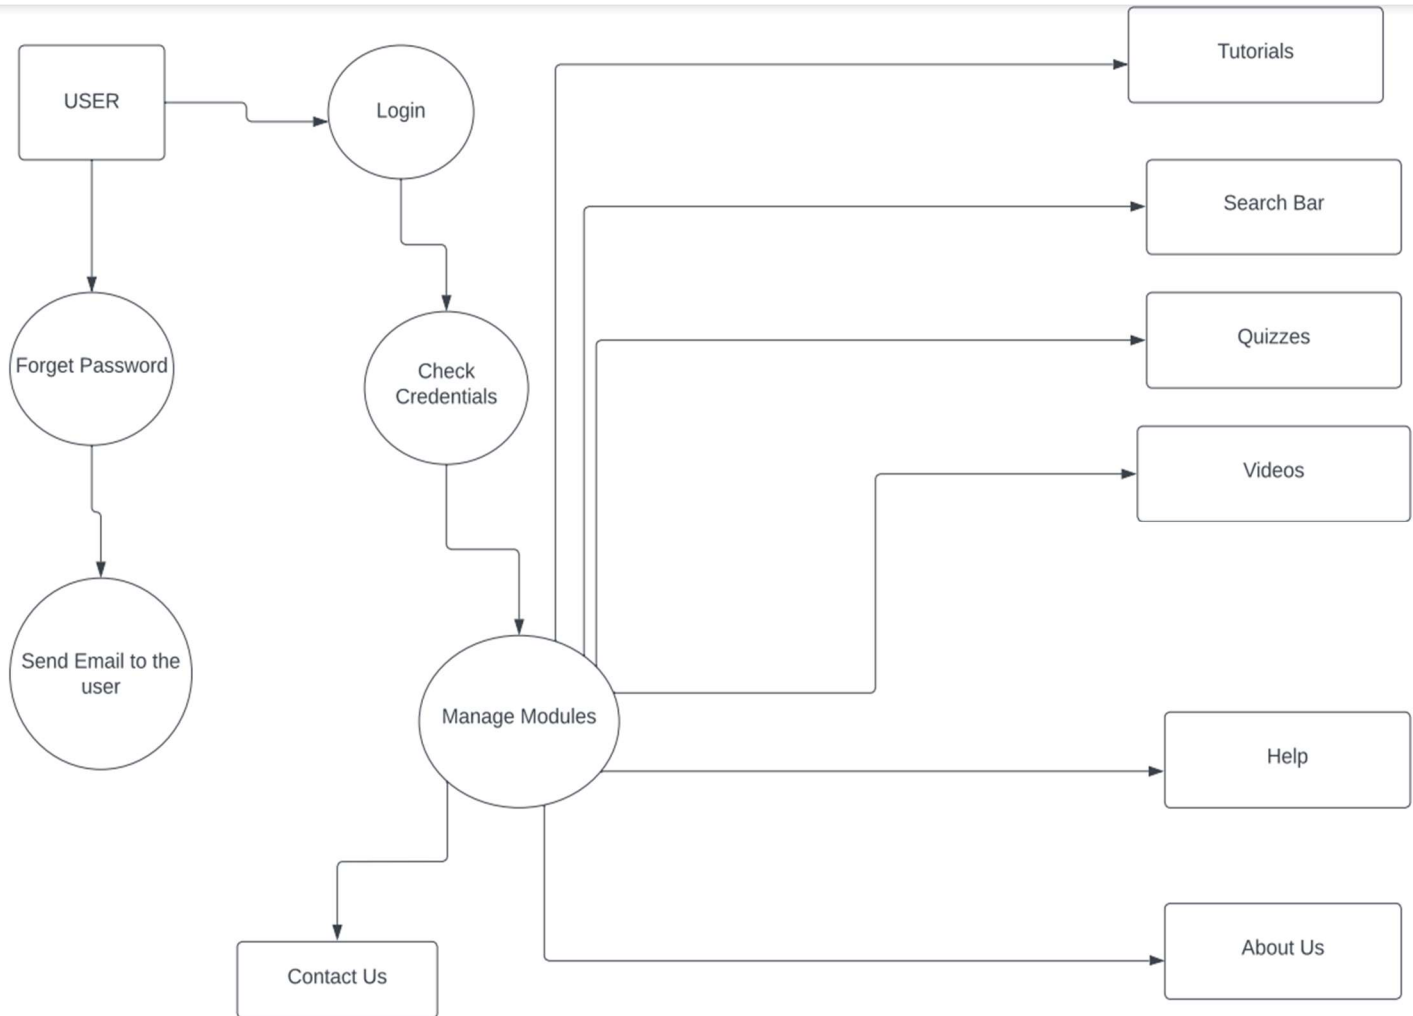 USER
Login
Tutorials
Search Bar
Quizzes
Forget Password
Check
Credentials
Videos
Send Email to the
user
Manage Modules
Help
About Us
Contact Us